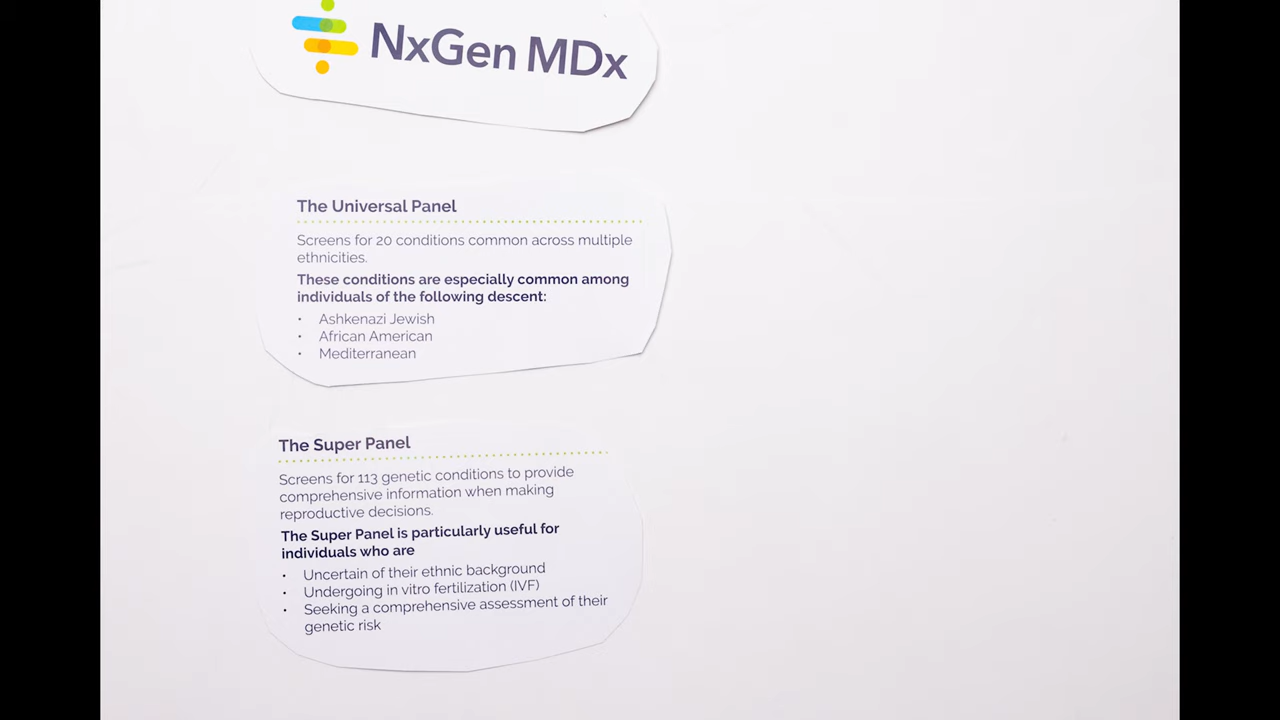 NxGen MDx
The Universal Panel
Screens for 20 conditions common across multiple
ethnicities.
These conditions are especially common among
individuals of the following descent:
• Ashkenazi Jewish
• African American
• Mediterranean
The Super Panel
Screens for 113 genetic conditions to provide
comprehensive information when making
reproductive decisions.
The Super Panel is particularly useful for
individuals who are
• Uncertain of their ethnic background
• Undergoing in vitro fertilization (IVF)
• Seeking a comprehensive assessment of their
genetic risk